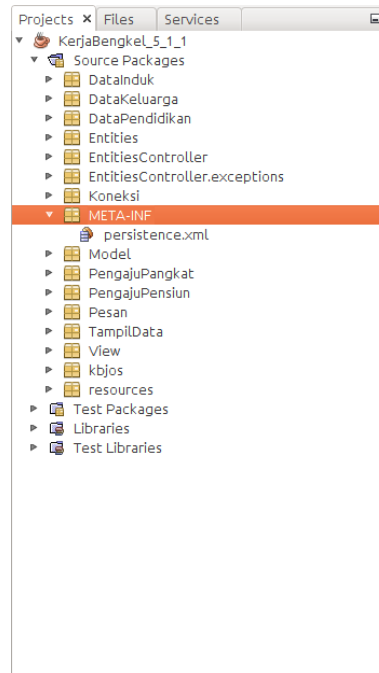 Projects × Files Services
KerjaBengkel_5_1_1
Source Packages
DataInduk
DataKeluarga
DataPendidikan
Entities
EntitiesController
EntitiesController.exceptions
Koneksi
META-INF
persistence.xml
Model
PengajuPangkat
PengajuPensiun
Pesan
TampilData
View
kbjos
resources
Test Packages
Libraries
Test Libraries